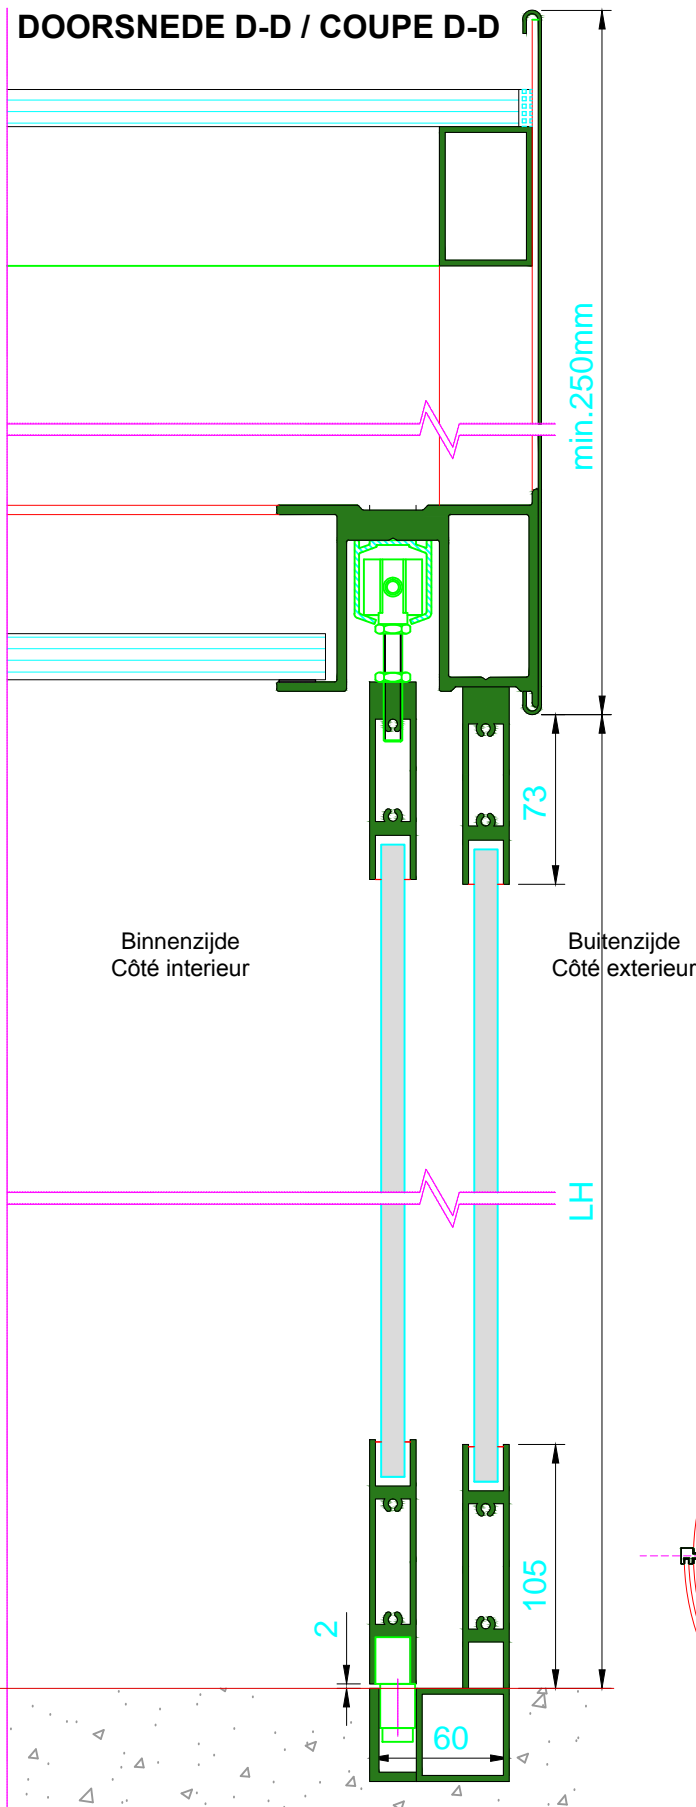 DOORSNEDE D-D / COUPE D-D
min.250mm
73
Binnenzijde
Côté interieur
Buitenzijde
Côté exterieur
LH
105
2
60